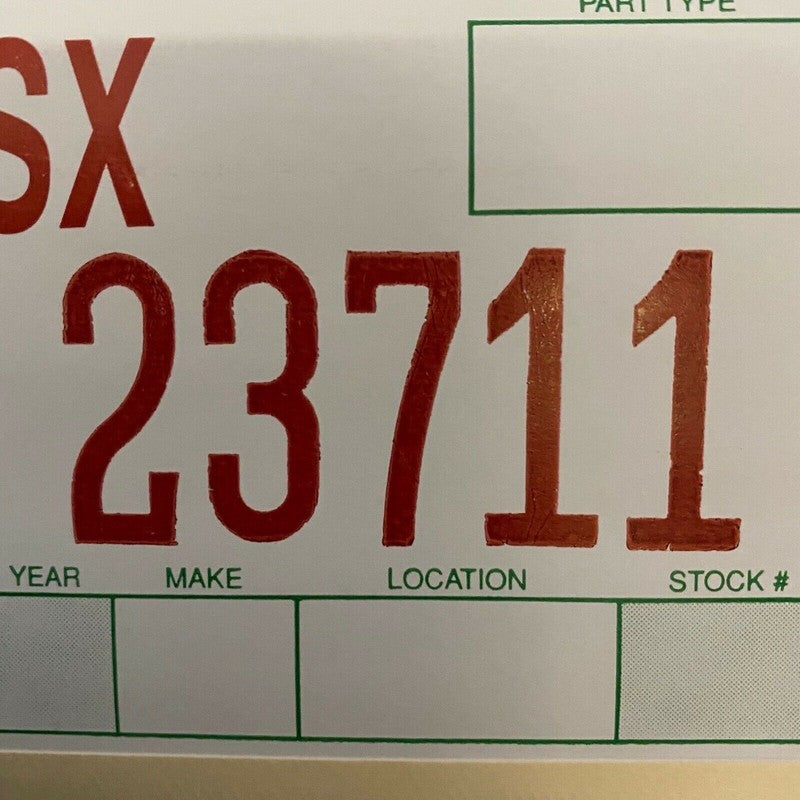 PART TYPE
SX
23711
YEAR MAKE LOCATION STOCK #